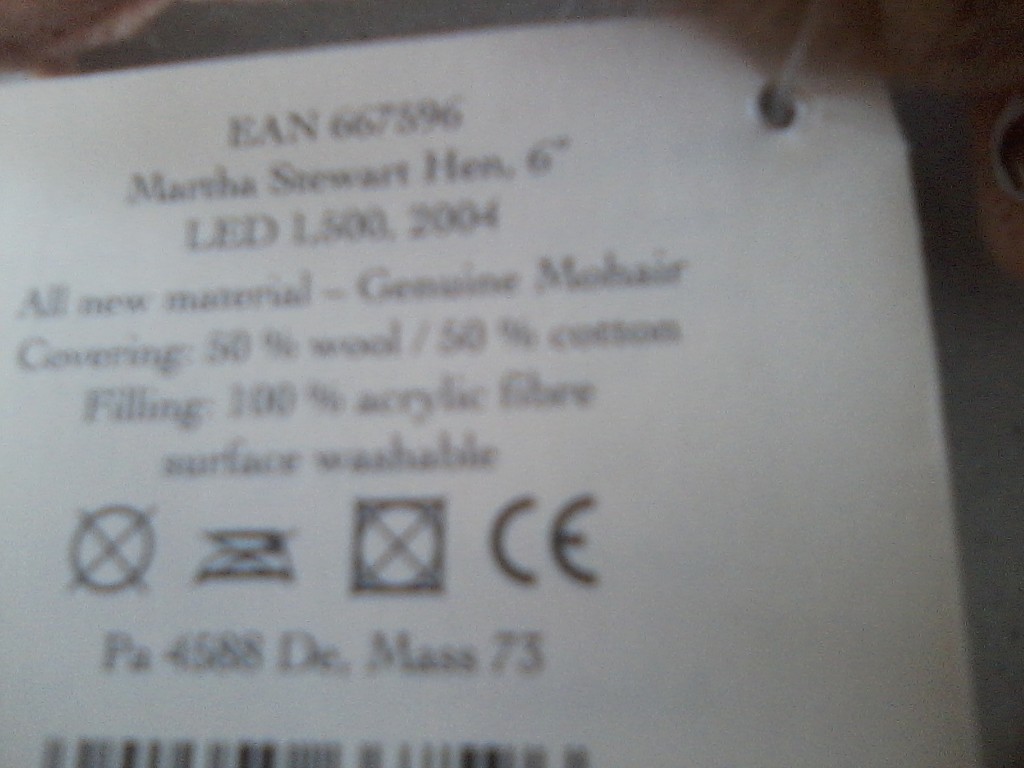 EAN 667596
Martha Stewart Hen, 6"
LED 1,500, 2004
All new material – Genuine Mohair
Covering: 50 % wool / 50 % cotton
Filling: 100 % acrylic fibre
surface washable
CE
Pa 4588 De, Mass 73